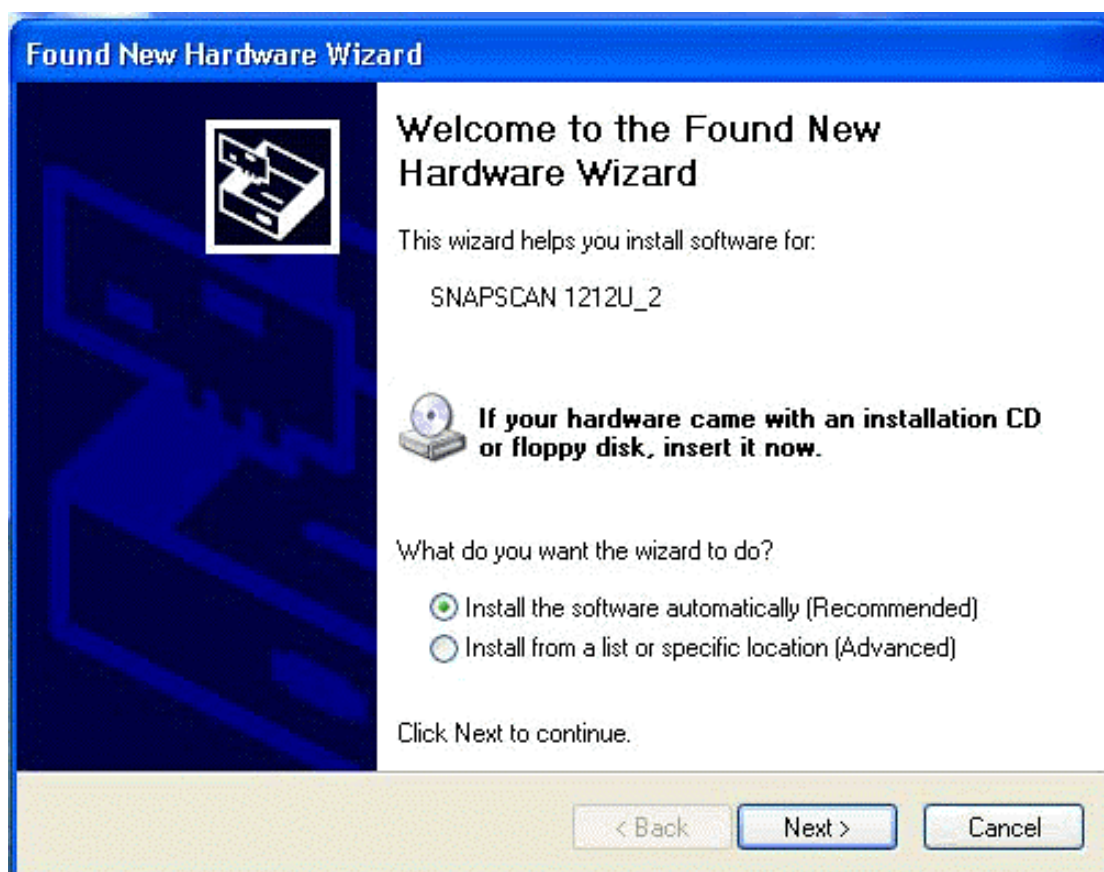 Found New Hardware Wizard
Welcome to the Found New
Hardware Wizard
This wizard helps you install software for:
SNAPSCAN 1212U_2
If your hardware came with an installation CD
or floppy disk, insert it now.
What do you want the wizard to do?
Install the software automatically (Recommended)
Install from a list or specific location (Advanced)
Click Next to continue.
< Back Next > Cancel